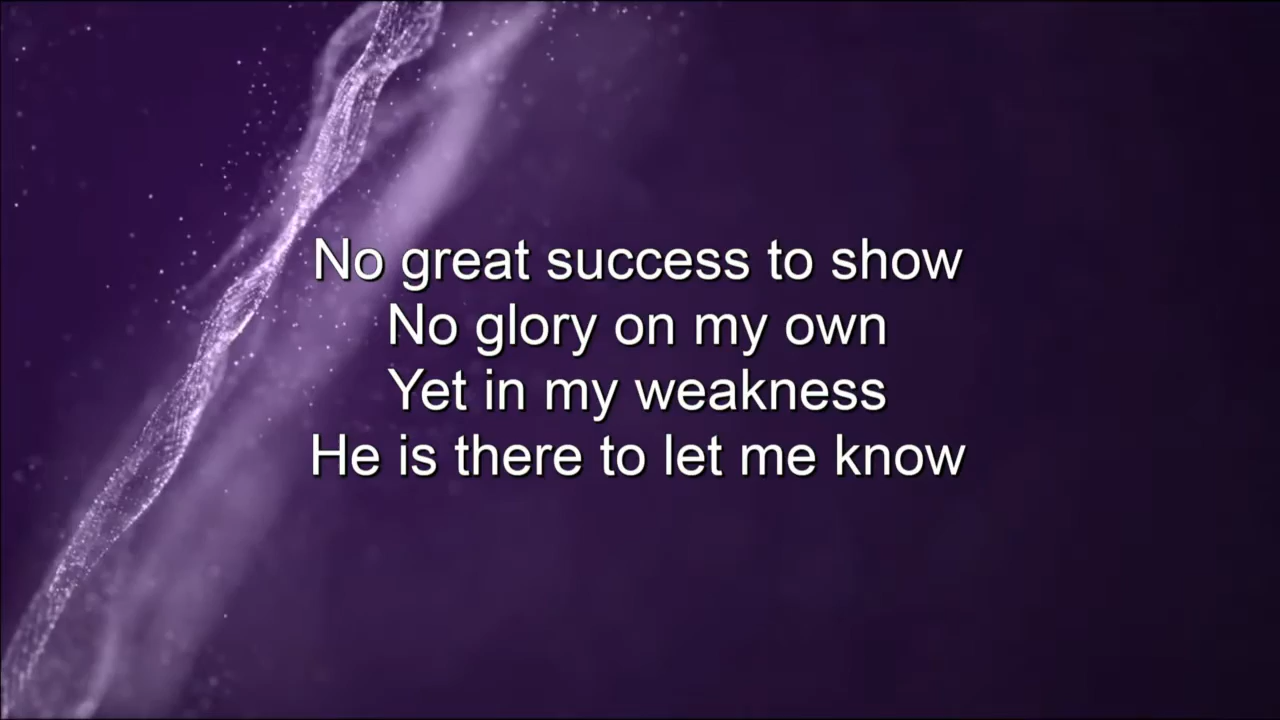 No great success to show
No glory on my own
Yet in my weakness
He is there to let me know